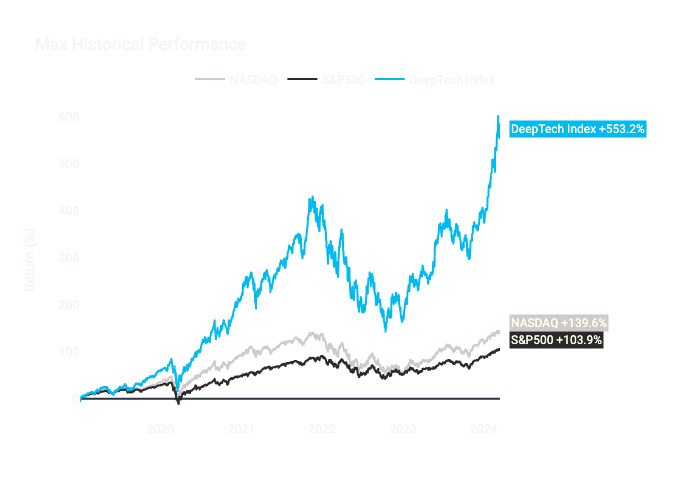 Max Historical Performance
NASDAQ S&P500 DeepTech Index
600
DeepTech Index +553.2%
500
400
300
Return (%)
200
NASDAQ +139.6%
S&P500 +103.9%
100
2020 2021 2022 2023 2024